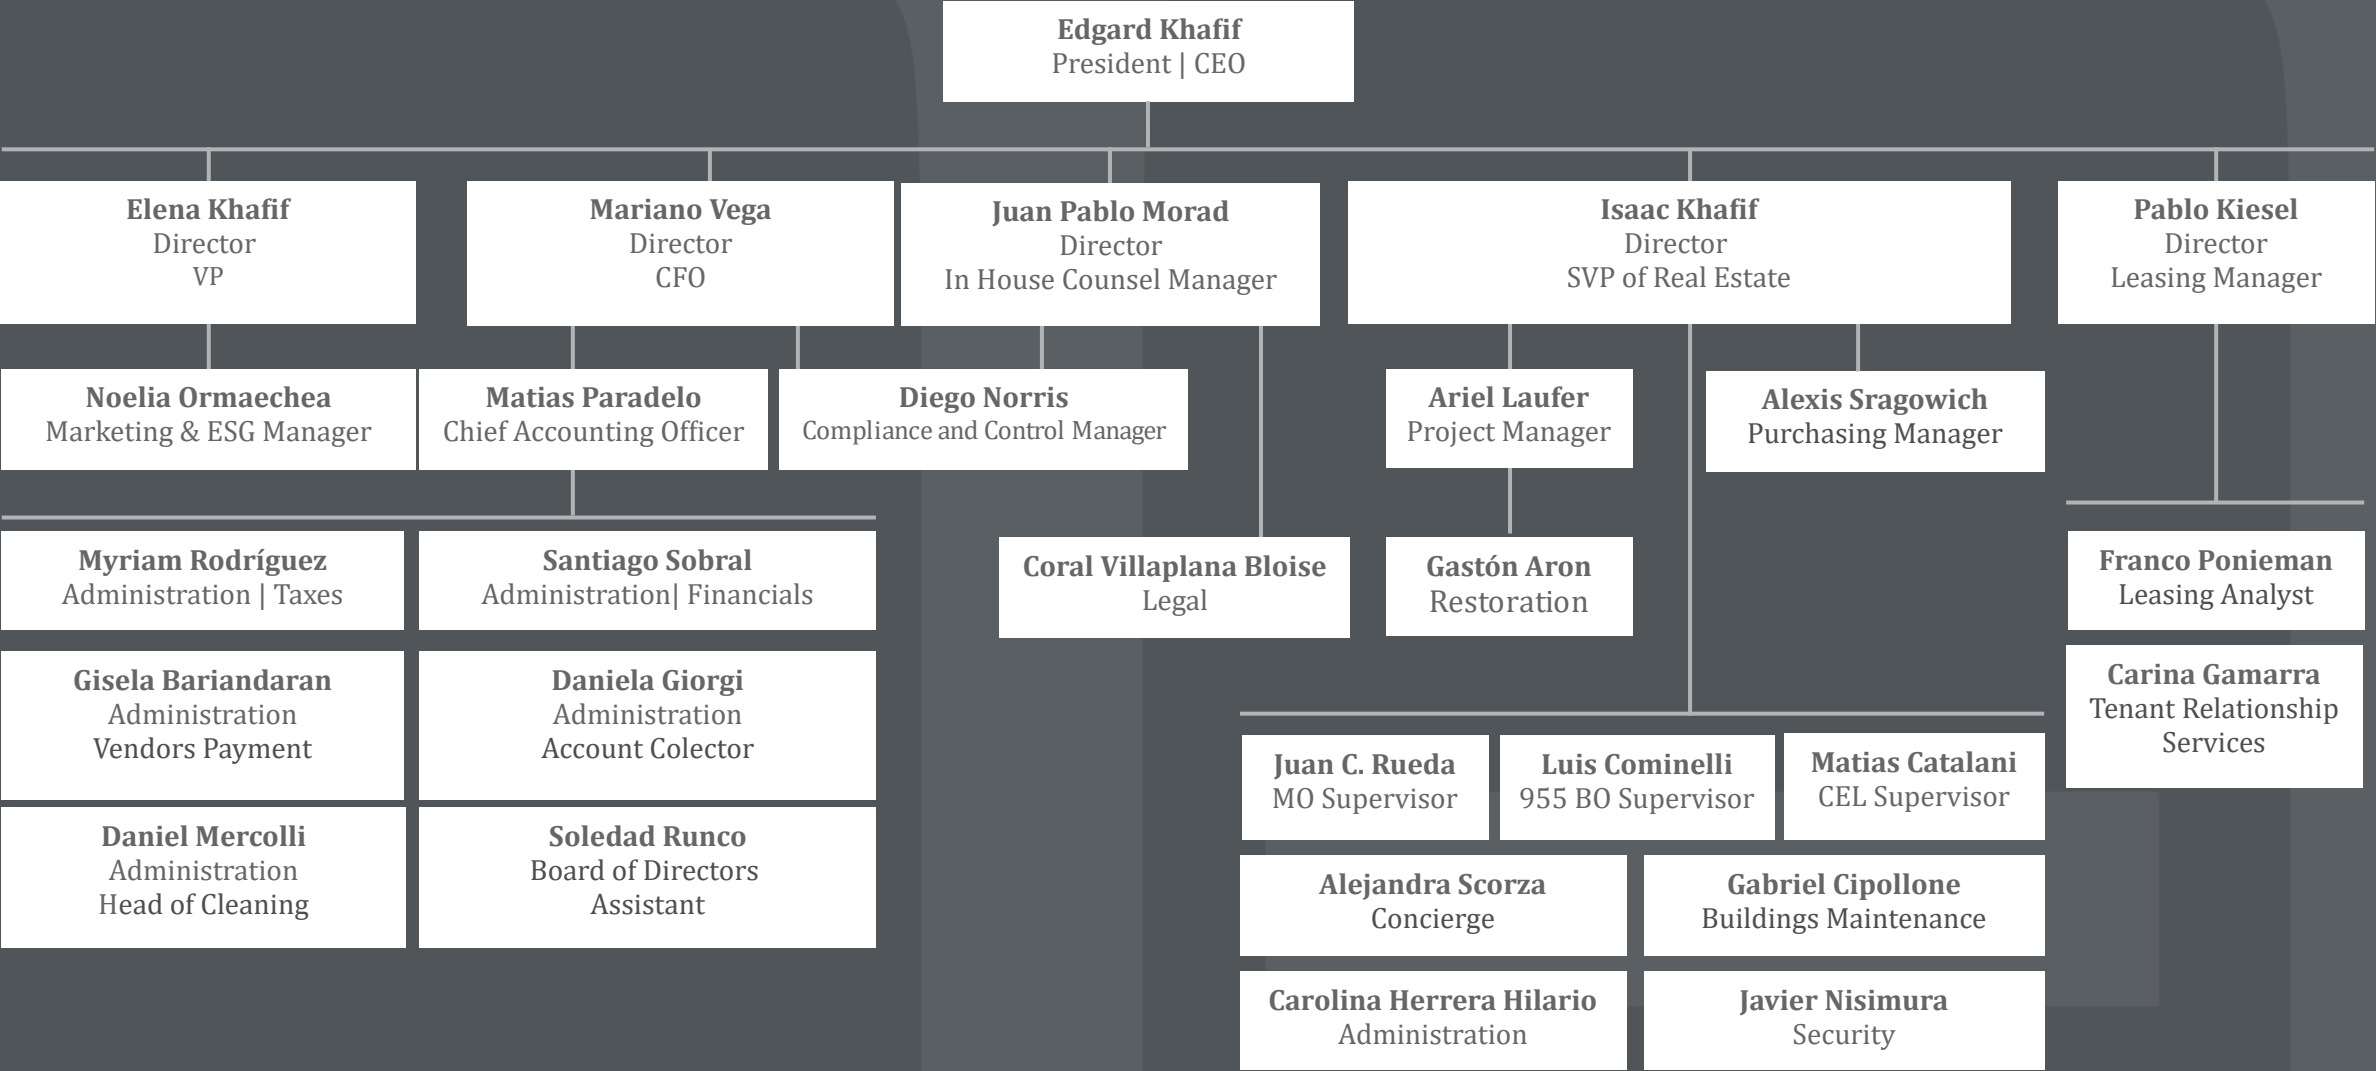 Edgard Khafif
President | CEO
Elena Khafif
Director
VP
Mariano Vega
Director
CFO
Juan Pablo Morad
Director
In House Counsel Manager
Isaac Khafif
Director
SVP of Real Estate
Pablo Kiesel
Director
Leasing Manager
Noelia Ormaechea
Marketing & ESG Manager
Matias Paradelo
Chief Accounting Officer
Diego Norris
Compliance and Control Manager
Ariel Laufer
Project Manager
Alexis Sragowich
Purchasing Manager
Myriam Rodríguez
Administration | Taxes
Santiago Sobral
Administration| Financials
Coral Villaplana Bloise
Legal
Gastón Aron
Restoration
Franco Ponieman
Leasing Analyst
Gisela Bariandaran
Administration
Vendors Payment
Daniela Giorgi
Administration
Account Colector
Carina Gamarra
Tenant Relationship
Services
Juan C. Rueda
MO Supervisor
Luis Cominelli
955 BO Supervisor
Matias Catalani
CEL Supervisor
Daniel Mercolli
Administration
Head of Cleaning
Soledad Runco
Board of Directors
Assistant
Alejandra Scorza
Concierge
Gabriel Cipollone
Buildings Maintenance
Carolina Herrera Hilario
Administration
Javier Nisimura
Security